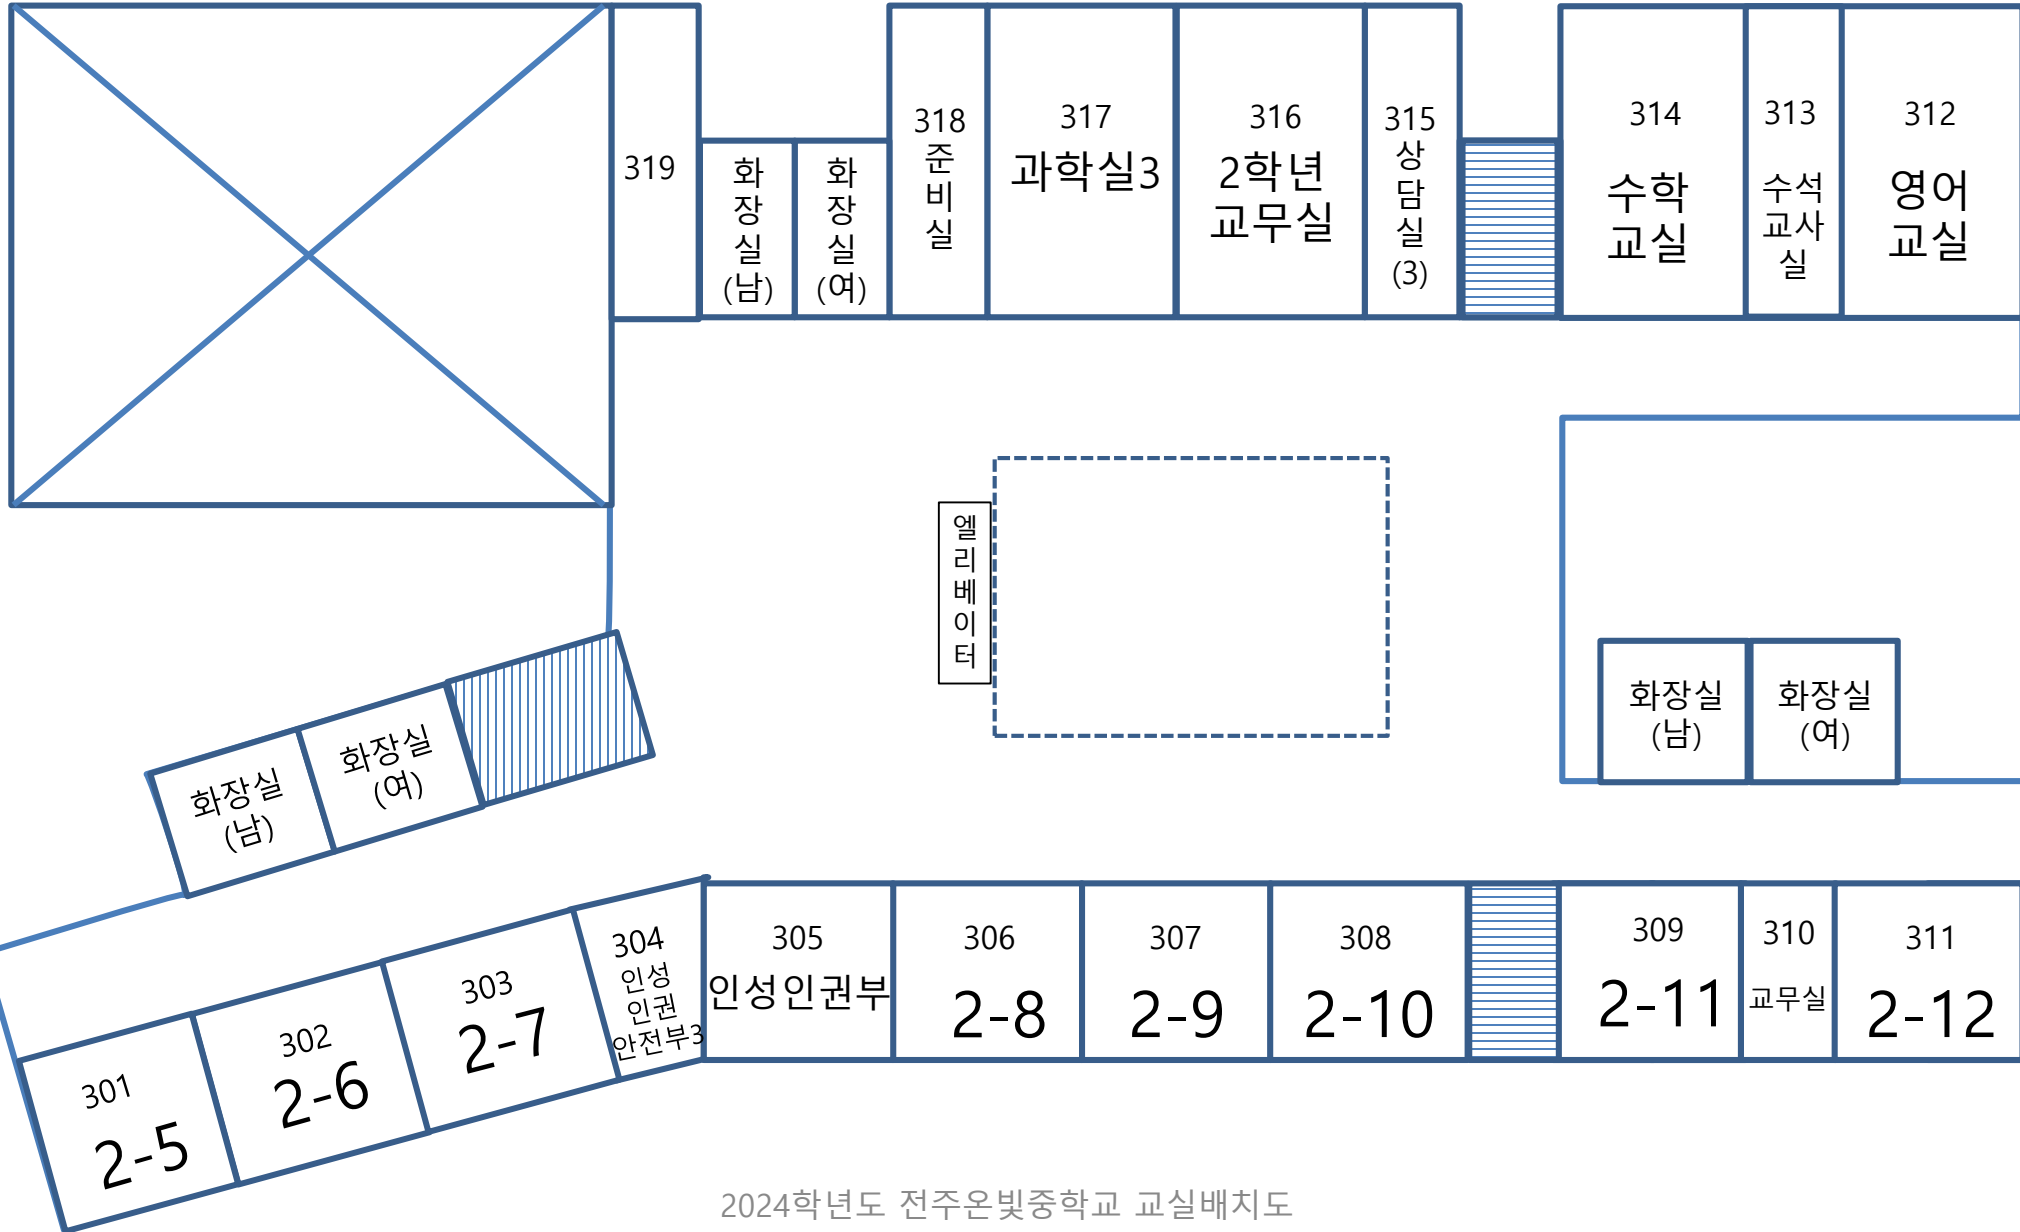 319
화장실(남)
화장실(여)
318
준비실
317
과학실3
316
2학년
교무실
315
상담실(3)
314
수학
교실
313
수석
교사
실
312
영어
교실
엘리베이터
화장실
(남)
화장실
(여)
화장실
(남)
화장실
(여)
301
2-5
302
2-6
303
2-7
304
인성
인권
안전부3
305
인성인권부
306
2-8
307
2-9
308
2-10
309
2-11
310
교무실
311
2-12
2024학년도 전주온빛중학교 교실배치도